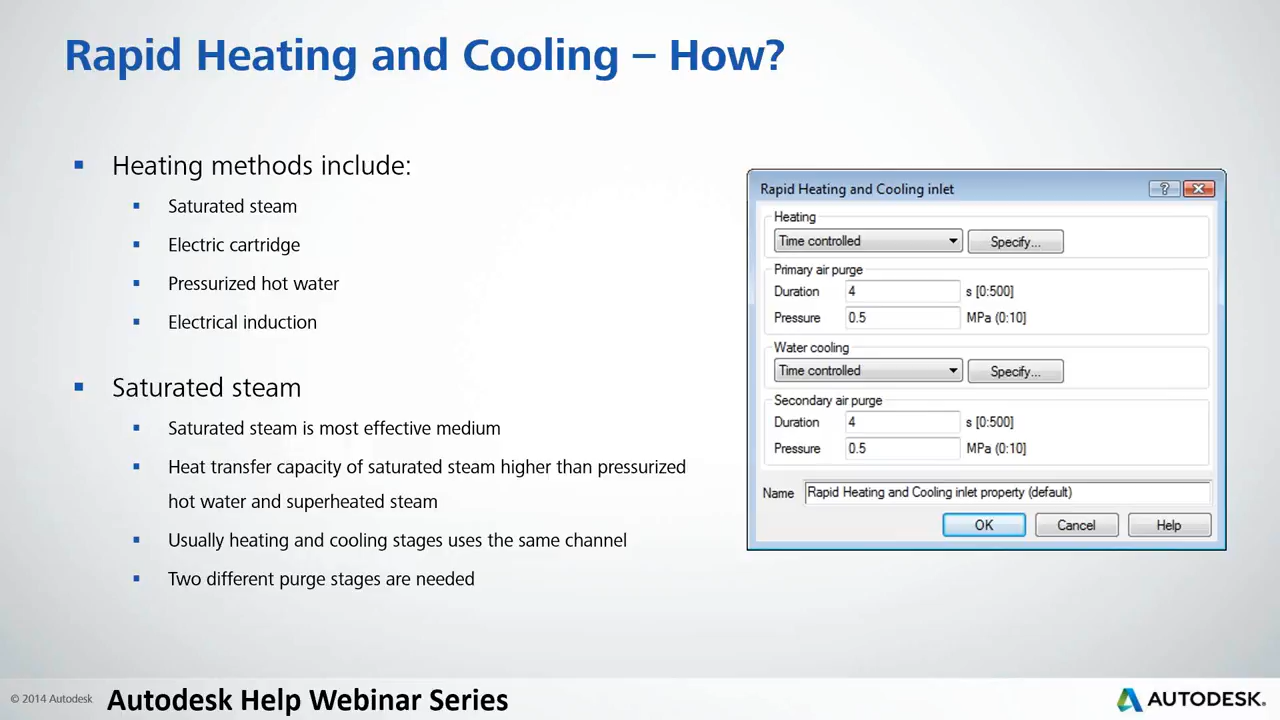 Rapid Heating and Cooling – How?
Heating methods include:
Saturated steam
Electric cartridge
Pressurized hot water
Electrical induction
Saturated steam
Saturated steam is most effective medium
Heat transfer capacity of saturated steam higher than pressurized
hot water and superheated steam
Usually heating and cooling stages uses the same channel
Two different purge stages are needed
Rapid Heating and Cooling inlet
?
Heating
Time controlled Specify...
Primary air purge
Duration 4 s [0:500]
Pressure 0.5 MPa (0:10]
Water cooling
Time controlled Specify...
Secondary air purge
Duration 4 s [0:500]
Pressure 0.5 MPa (0:10]
Name Rapid Heating and Cooling inlet property (default)
OK Cancel Help
© 2014 Autodesk Autodesk Help Webinar Series AUTODESK.